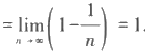 = lim_{n → ∞} (1 − 1/n) = 1.